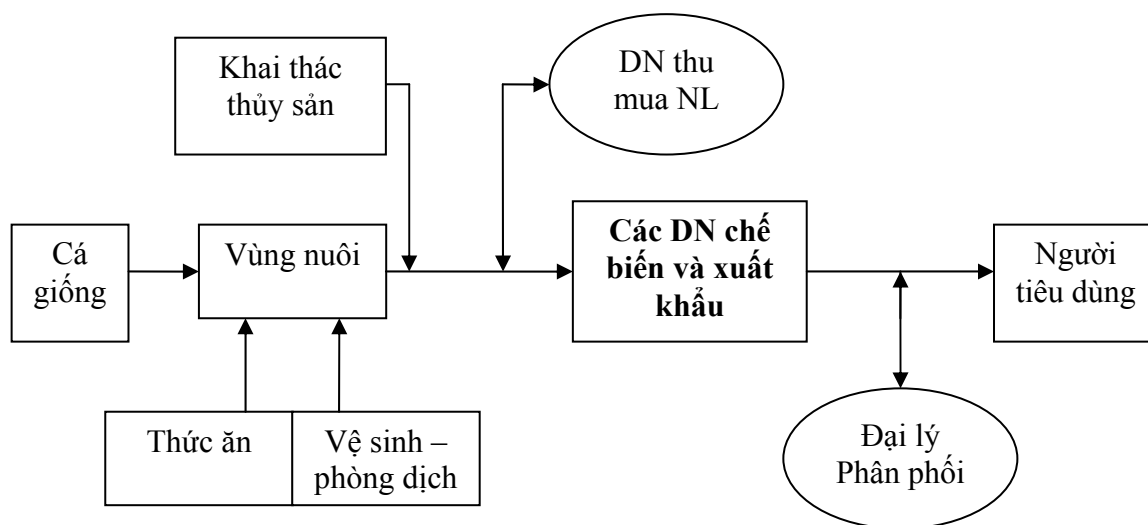 Khai thác
thủy sản
DN thu
mua NL
Cá
giống
Vùng nuôi
Các DN chế
biến và xuất
khẩu
Người
tiêu dùng
Thức ăn
Vệ sinh –
phòng dịch
Đại lý
Phân phối